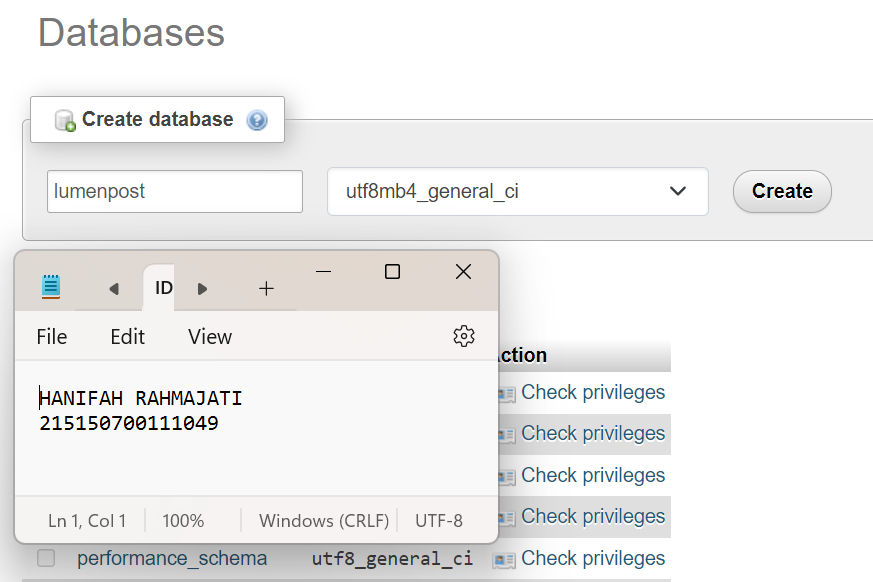 Databases
Create database
lumenpost
utf8mb4_general_ci
Create
ID
File
Edit
View
HANIFAH RAHMAJATI
215150700111049
Ln 1, Col 1
100%
Windows (CRLF)
UTF-8
Action
Check privileges
Check privileges
Check privileges
Check privileges
performance_schema
utf8_general_ci
Check privileges